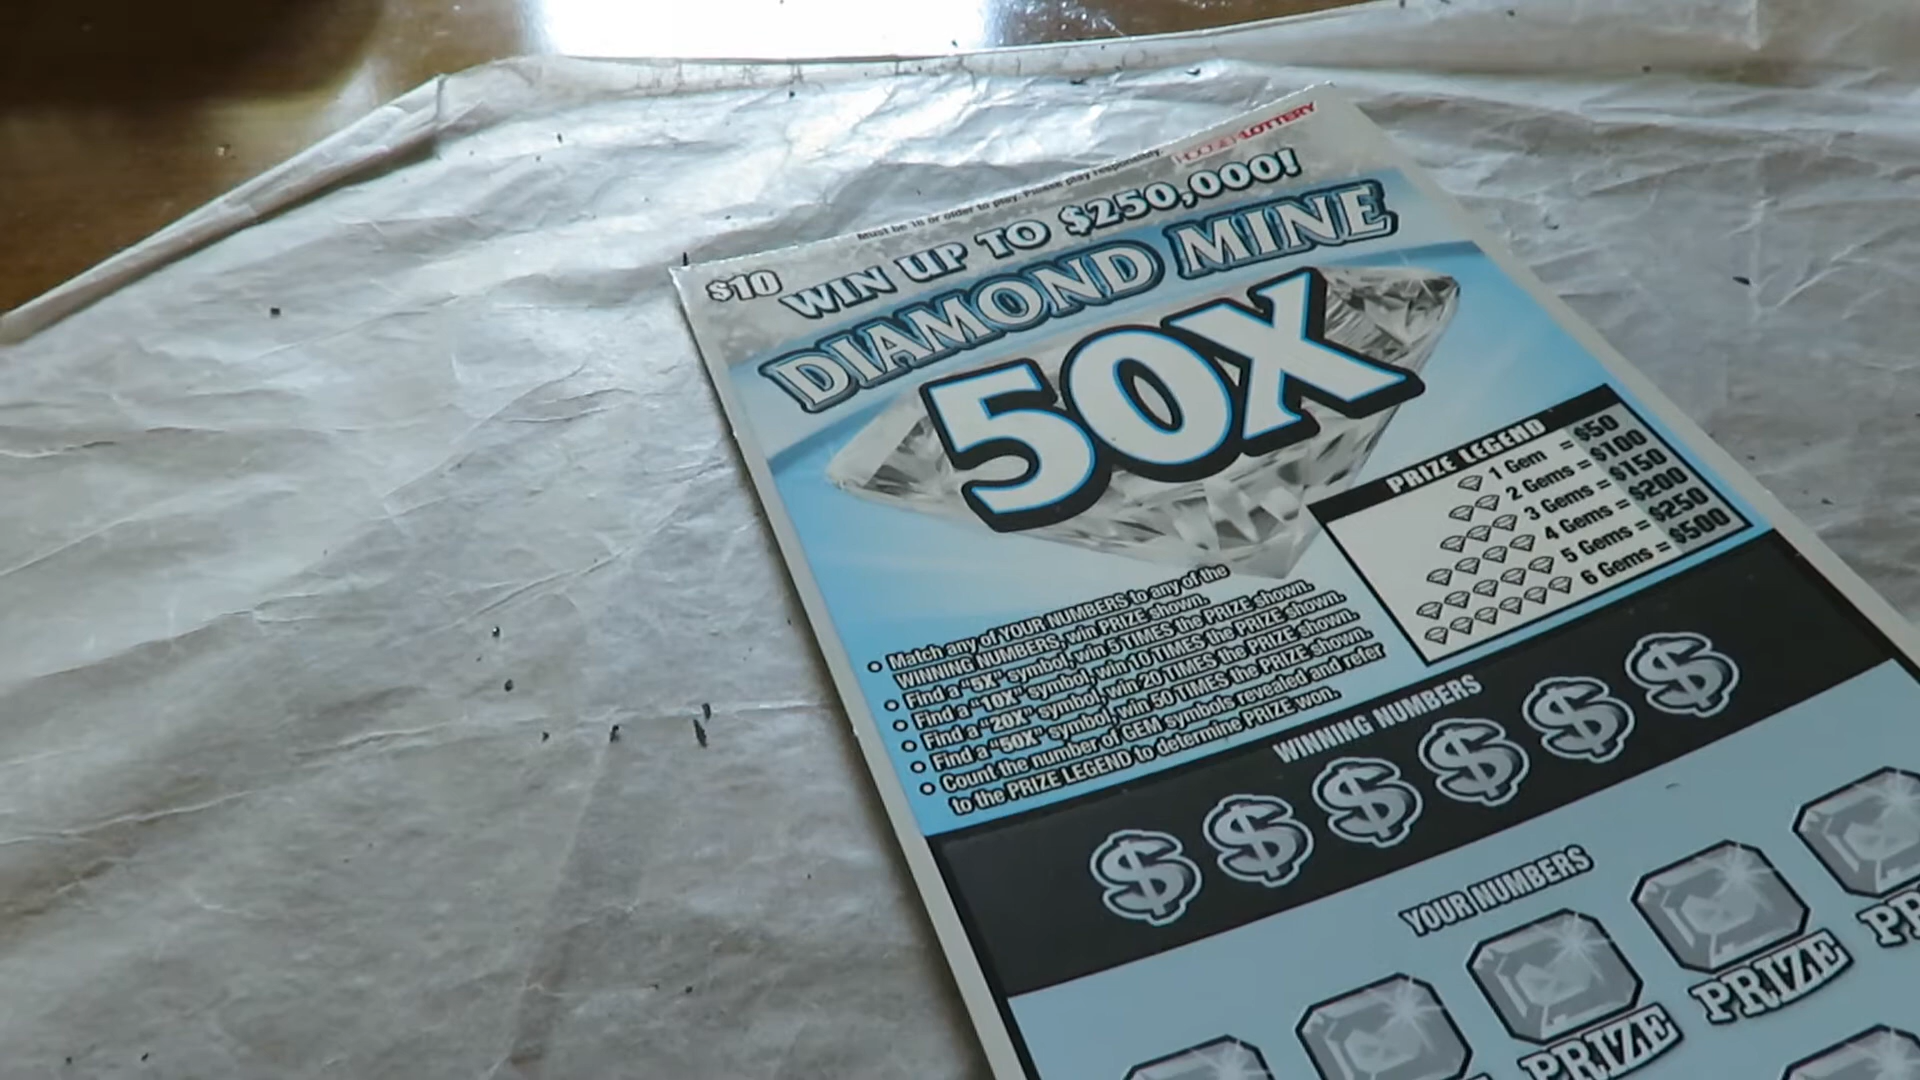 HOOSIER LOTTERY
Must be 18 or older to play. Please play responsibly.
$10 WIN UP TO $250,000!
DIAMOND MINE
50X
PRIZE LEGEND
1 Gem = $50
2 Gems = $100
3 Gems = $150
4 Gems = $200
5 Gems = $250
6 Gems = $500
• Match any of YOUR NUMBERS to any of the
WINNING NUMBERS, win PRIZE shown.
• Find a "5X" symbol, win 5 TIMES the PRIZE shown.
• Find a "10X" symbol, win 10 TIMES the PRIZE shown.
• Find a "20X" symbol, win 20 TIMES the PRIZE shown.
• Find a "50X" symbol, win 50 TIMES the PRIZE shown.
• Count the number of GEM symbols revealed and refer
to the PRIZE LEGEND to determine PRIZE won.
WINNING NUMBERS
$ $ $ $ $ $
YOUR NUMBERS
PRIZE PRIZE PR